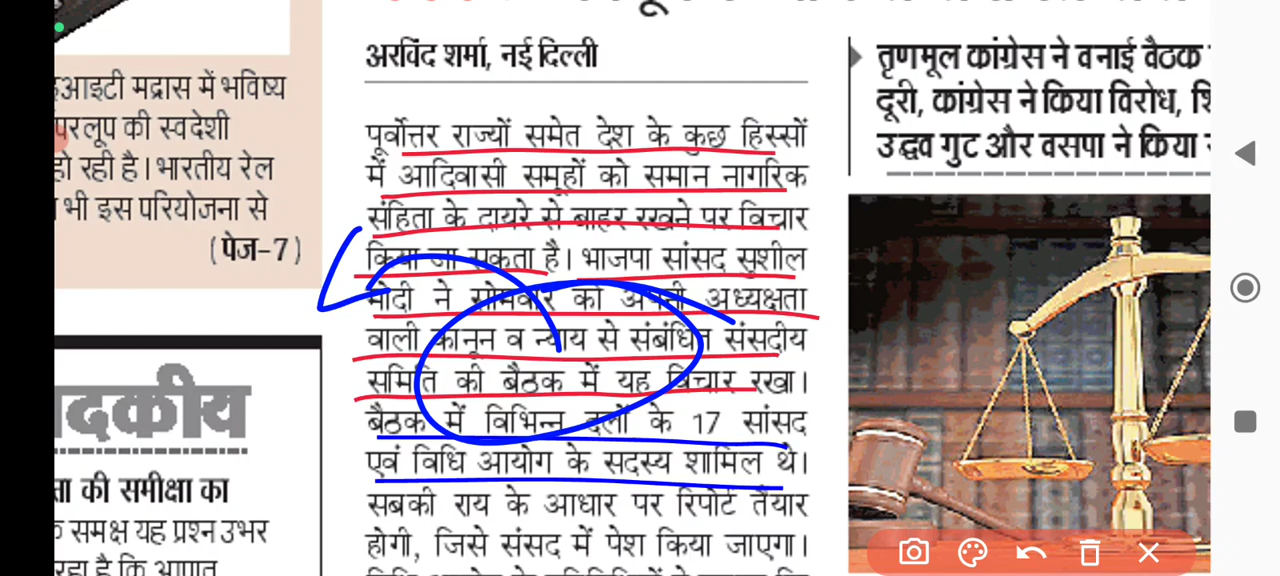 इआइटी मद्रास में भविष्य
परलूप की स्वदेशी
हो रही है। भारतीय रेल
भी इस परियोजना से
(पेज-7)
दकीय
की समीक्षा का
समक्ष यह प्रश्न उभर
रहा है कि
अरविंद शर्मा, नई दिल्ली
पूर्वोत्तर राज्यों समेत देश के कुछ हिस्सों
में आदिवासी समूहों को समान नागरिक
संहिता के दायरे से बाहर रखने पर विचार
किया जा सकता है। भाजपा सांसद सुशील
मोदी ने सोमवार को अपनी अध्यक्षता
वाली कानून व न्याय से संबंधित संसदीय
समिति की बैठक में यह विचार रखा।
बैठक में विभिन्न दलों के 17 सांसद
एवं विधि आयोग के सदस्य शामिल थे।
सबकी राय के आधार पर रिपोर्ट तैयार
होगी, जिसे संसद में पेश किया जाएगा।
तृणमूल कांग्रेस ने बनाई बैठक
दूरी, कांग्रेस ने किया विरोध, शि
उद्धव गुट और बसपा ने किया